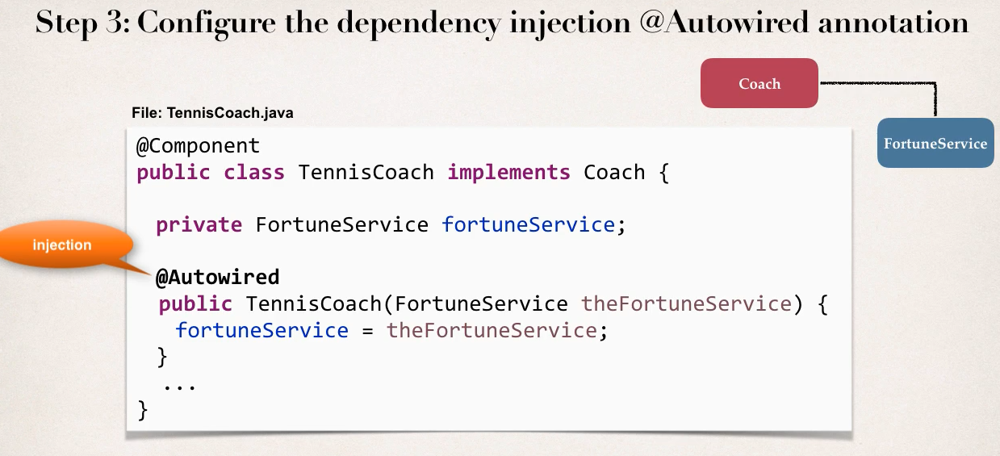 Step 3: Configure the dependency injection @Autowired annotation
Coach
FortuneService
File: TennisCoach.java
@Component
public class TennisCoach implements Coach {
private FortuneService fortuneService;
injection
@Autowired
public TennisCoach(FortuneService theFortuneService) {
fortuneService = theFortuneService;
}
...
}